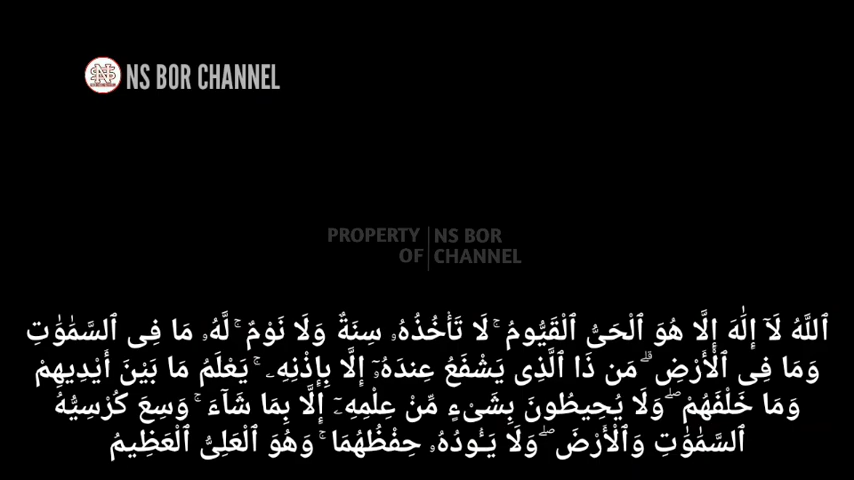 NS BOR CHANNEL
PROPERTY OF | NS BOR CHANNEL
ٱللَّهُ لَآ إِلَٰهَ إِلَّا هُوَ ٱلْحَىُّ ٱلْقَيُّومُ ۚ لَا تَأْخُذُهُۥ سِنَةٌ وَلَا نَوْمٌ ۚ لَّهُۥ مَا فِى ٱلسَّمَٰوَٰتِ
وَمَا فِى ٱلْأَرْضِ ۗ مَن ذَا ٱلَّذِى يَشْفَعُ عِندَهُۥٓ إِلَّا بِإِذْنِهِۦ ۚ يَعْلَمُ مَا بَيْنَ أَيْدِيهِمْ
وَمَا خَلْفَهُمْ ۖ وَلَا يُحِيطُونَ بِشَىْءٍ مِّنْ عِلْمِهِۦٓ إِلَّا بِمَا شَآءَ ۚ وَسِعَ كُرْسِيُّهُ
ٱلسَّمَٰوَٰتِ وَٱلْأَرْضَ ۖ وَلَا يَـُٔودُهُۥ حِفْظُهُمَا ۚ وَهُوَ ٱلْعَلِىُّ ٱلْعَظِيمُ